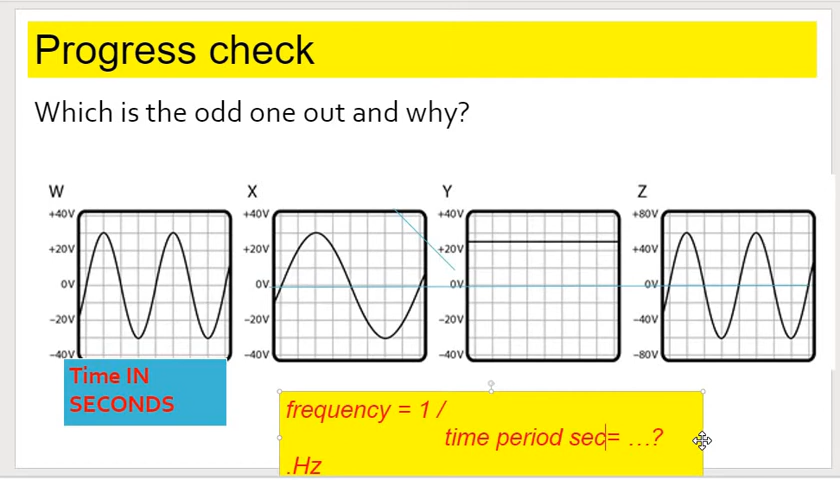 Progress check
Which is the odd one out and why?
W
X
Y
Z
+40V
+20V
0V
−20V
−40V
+40V
+20V
0V
−20V
−40V
+40V
+20V
0V
−20V
−40V
+80V
+40V
0V
−40V
−80V
Time IN
SECONDS
frequency = 1 /
time period sec= …?
.Hz